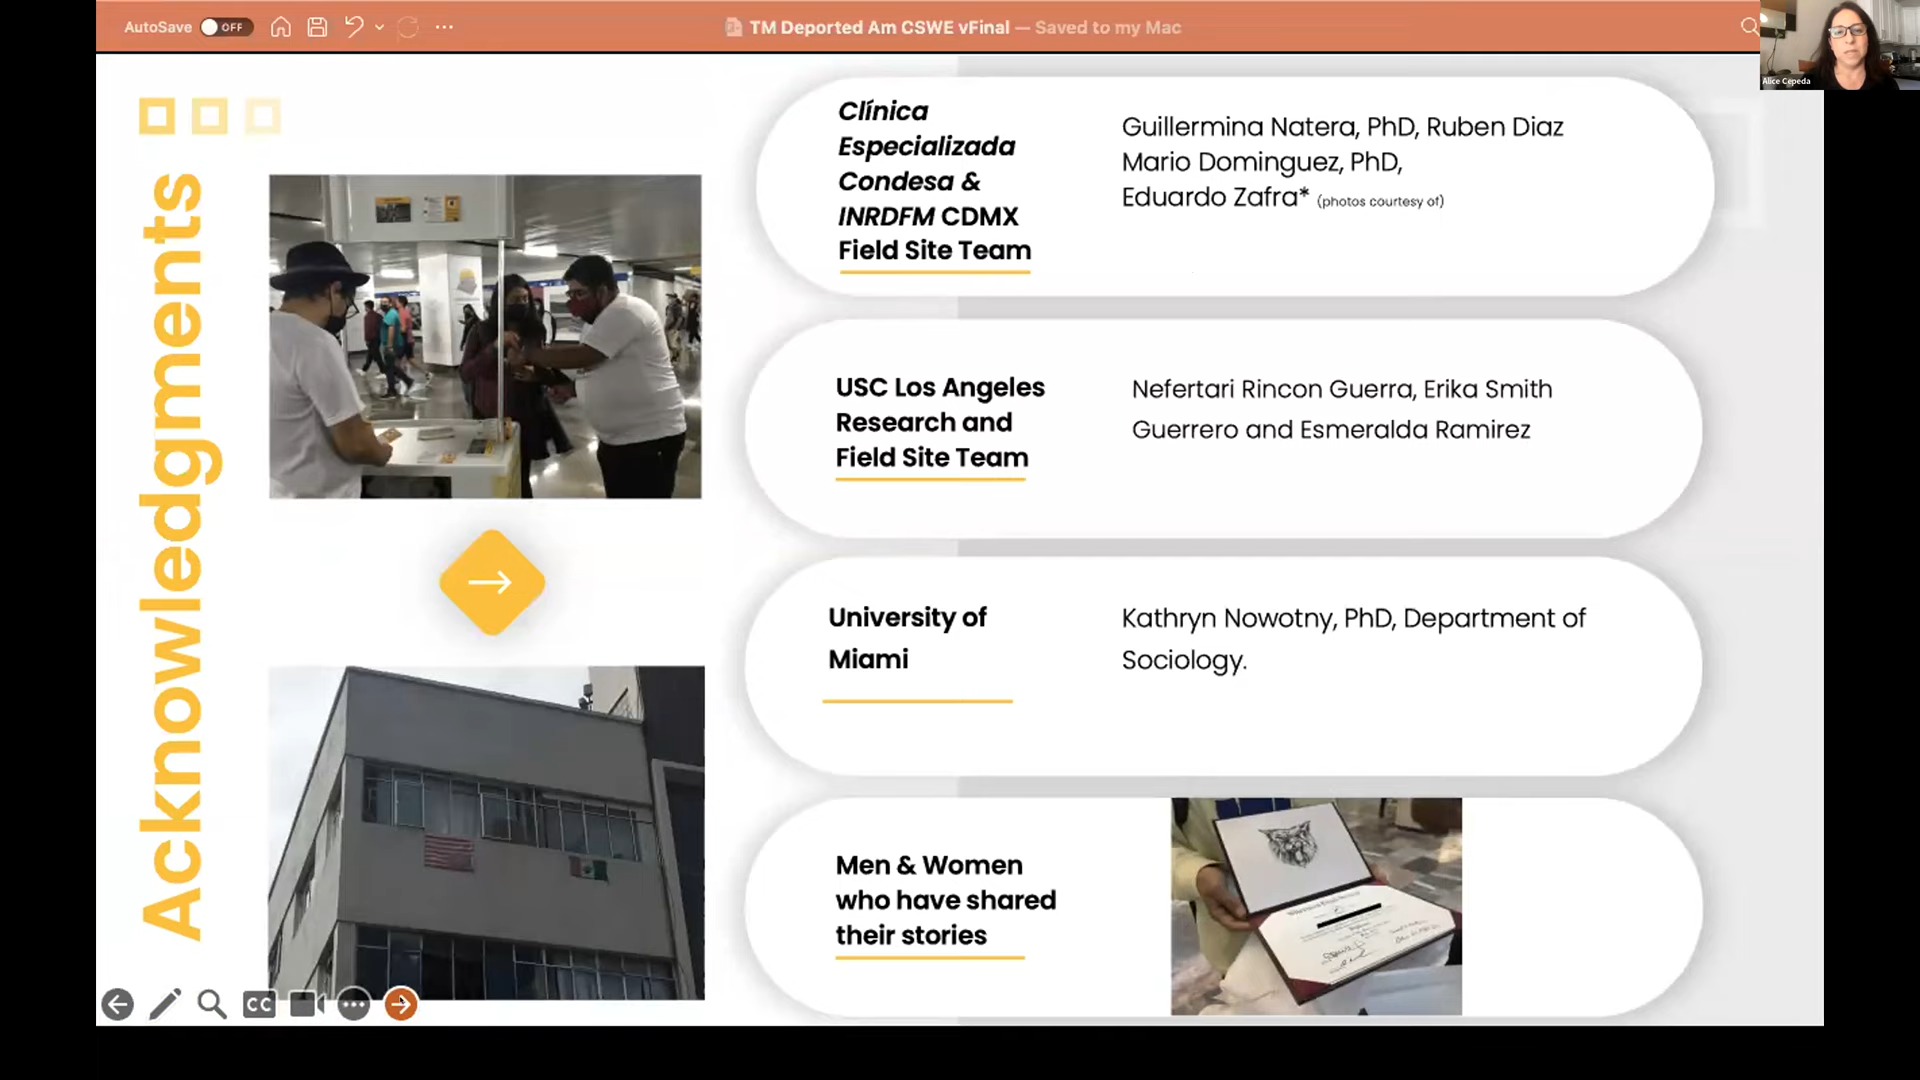 AutoSave OFF
TM Deported Am CSWE vFinal — Saved to my Mac
Alice Cepeda
Acknowledgments
Clínica
Especializada
Condesa &
INRDFM CDMX
Field Site Team
Guillermina Natera, PhD, Ruben Diaz
Mario Dominguez, PhD,
Eduardo Zafra* (photos courtesy of)
USC Los Angeles
Research and
Field Site Team
Nefertari Rincon Guerra, Erika Smith
Guerrero and Esmeralda Ramirez
University of
Miami
Kathryn Nowotny, PhD, Department of
Sociology.
Men & Women
who have shared
their stories
CC